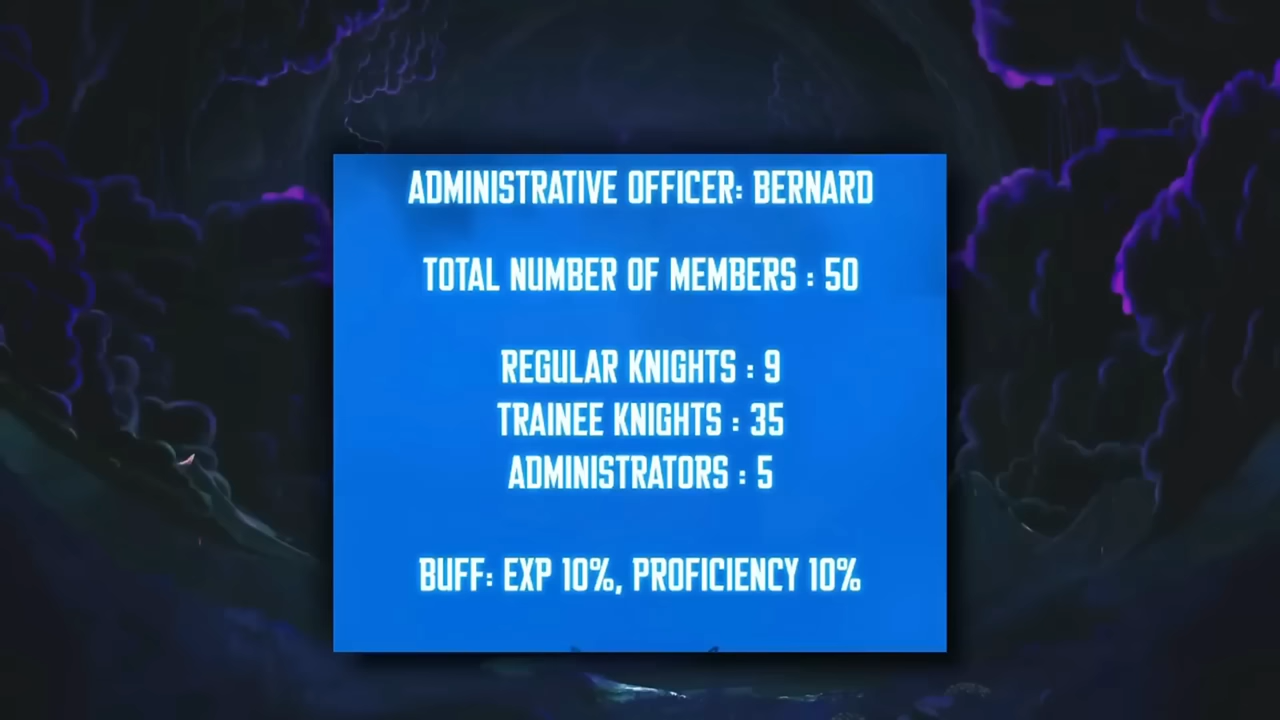 ADMINISTRATIVE OFFICER: BERNARD
TOTAL NUMBER OF MEMBERS : 50
REGULAR KNIGHTS : 9
TRAINEE KNIGHTS : 35
ADMINISTRATORS : 5
BUFF: EXP 10%, PROFICIENCY 10%